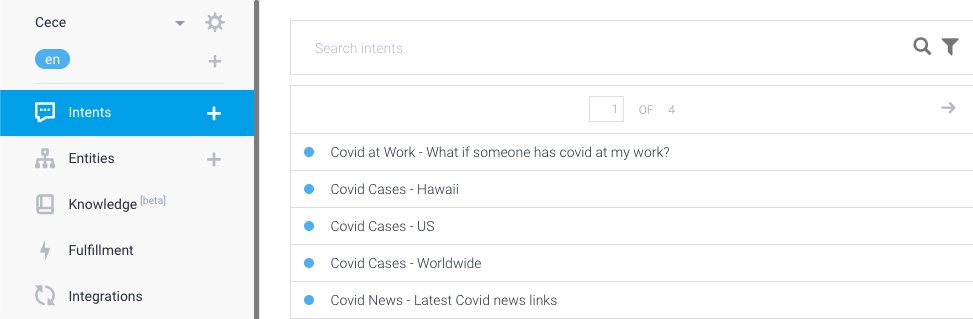 Cece
en
Intents
Entities
Knowledge [beta]
Fulfillment
Integrations
Search intents
1 OF 4
Covid at Work - What if someone has covid at my work?
Covid Cases - Hawaii
Covid Cases - US
Covid Cases - Worldwide
Covid News - Latest Covid news links